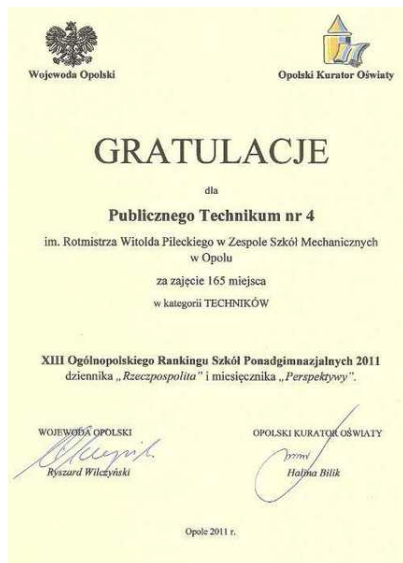 Wojewoda Opolski
Opolski Kurator Oświaty
GRATULACJE
dla
Publicznego Technikum nr 4
im. Rotmistrza Witolda Pileckiego w Zespole Szkół Mechanicznych
w Opolu
za zajęcie 165 miejsca
w kategorii TECHNIKÓW
XIII Ogólnopolskiego Rankingu Szkół Ponadgimnazjalnych 2011
dziennika „Rzeczpospolita” i miesięcznika „Perspektywy”.
WOJEWODA OPOLSKI
Ryszard Wilczyński
OPOLSKI KURATOR OŚWIATY
Halina Bilik
Opole 2011 r.